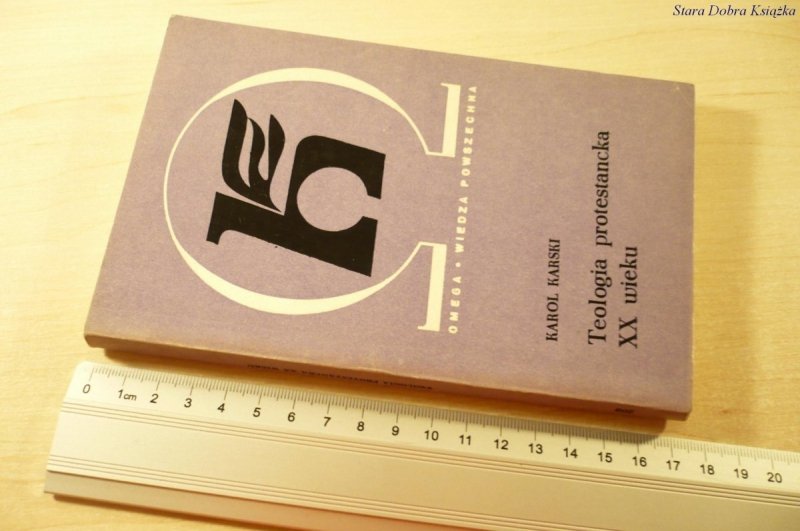 Stara Dobra Książka
OMEGA • WIEDZA POWSZECHNA
KAROL KARSKI
Teologia protestancka
XX wieku
0 1cm 2 3 4 5 6 7 8 9 10 11 12 13 14 15 16 17 18 19 20